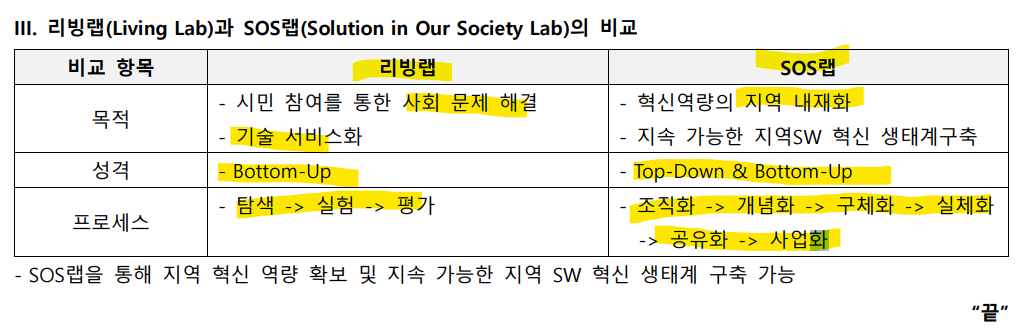 III. 리빙랩(Living Lab)과 SOS랩(Solution in Our Society Lab)의 비교
비교 항목 리빙랩 SOS랩
목적
- 시민 참여를 통한 사회 문제 해결
- 기술 서비스화
- 혁신역량의 지역 내재화
- 지속 가능한 지역SW 혁신 생태계구축
성격 - Bottom-Up - Top-Down & Bottom-Up
프로세스
- 탐색 -> 실험 -> 평가
- 조직화 -> 개념화 -> 구체화 -> 실체화
-> 공유화 -> 사업화
- SOS랩을 통해 지역 혁신 역량 확보 및 지속 가능한 지역 SW 혁신 생태계 구축 가능
“끝”